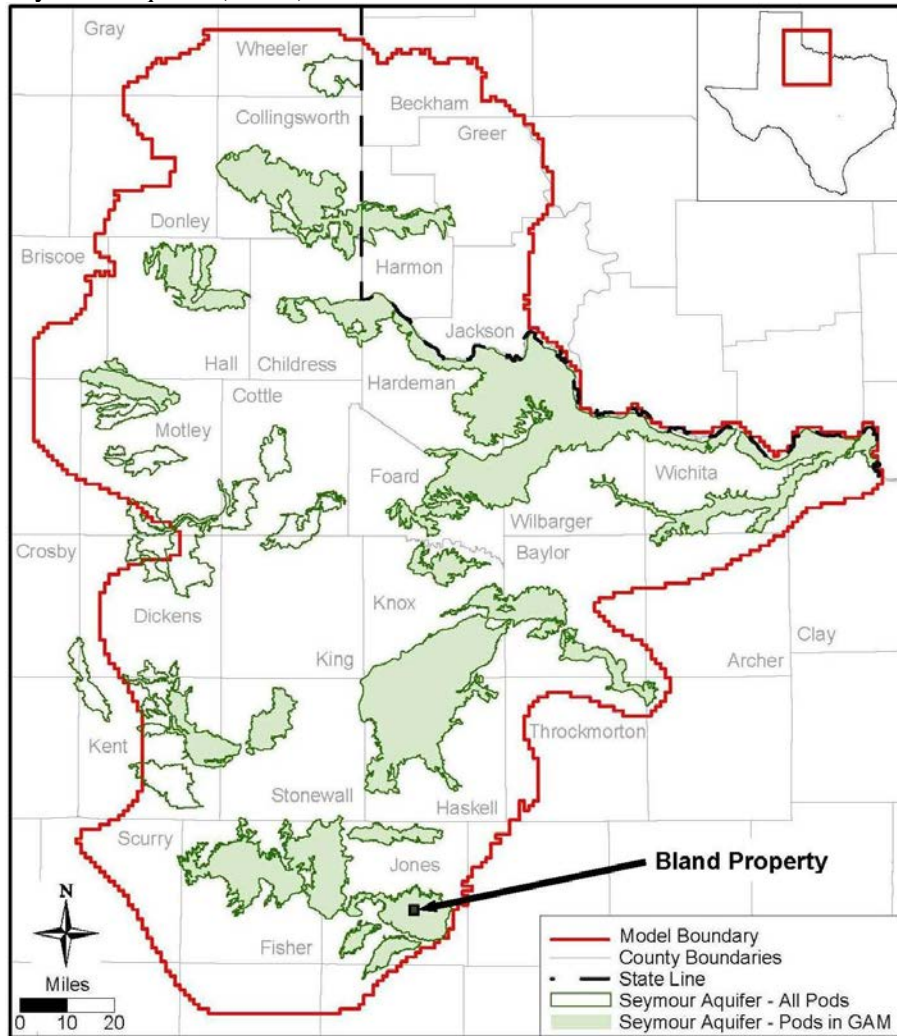 Gray
Wheeler
Beckham
Collingsworth
Greer
Donley
Briscoe
Harmon
Jackson
Hall
Childress
Hardeman
Cottle
Motley
Foard
Wichita
Wilbarger
Crosby
Baylor
Knox
Dickens
Clay
King
Archer
Throckmorton
Kent
Stonewall
Haskell
Scurry
Jones
Bland Property
Fisher
N
Miles
0 10 20
Model Boundary
County Boundaries
State Line
Seymour Aquifer - All Pods
Seymour Aquifer - Pods in GAM